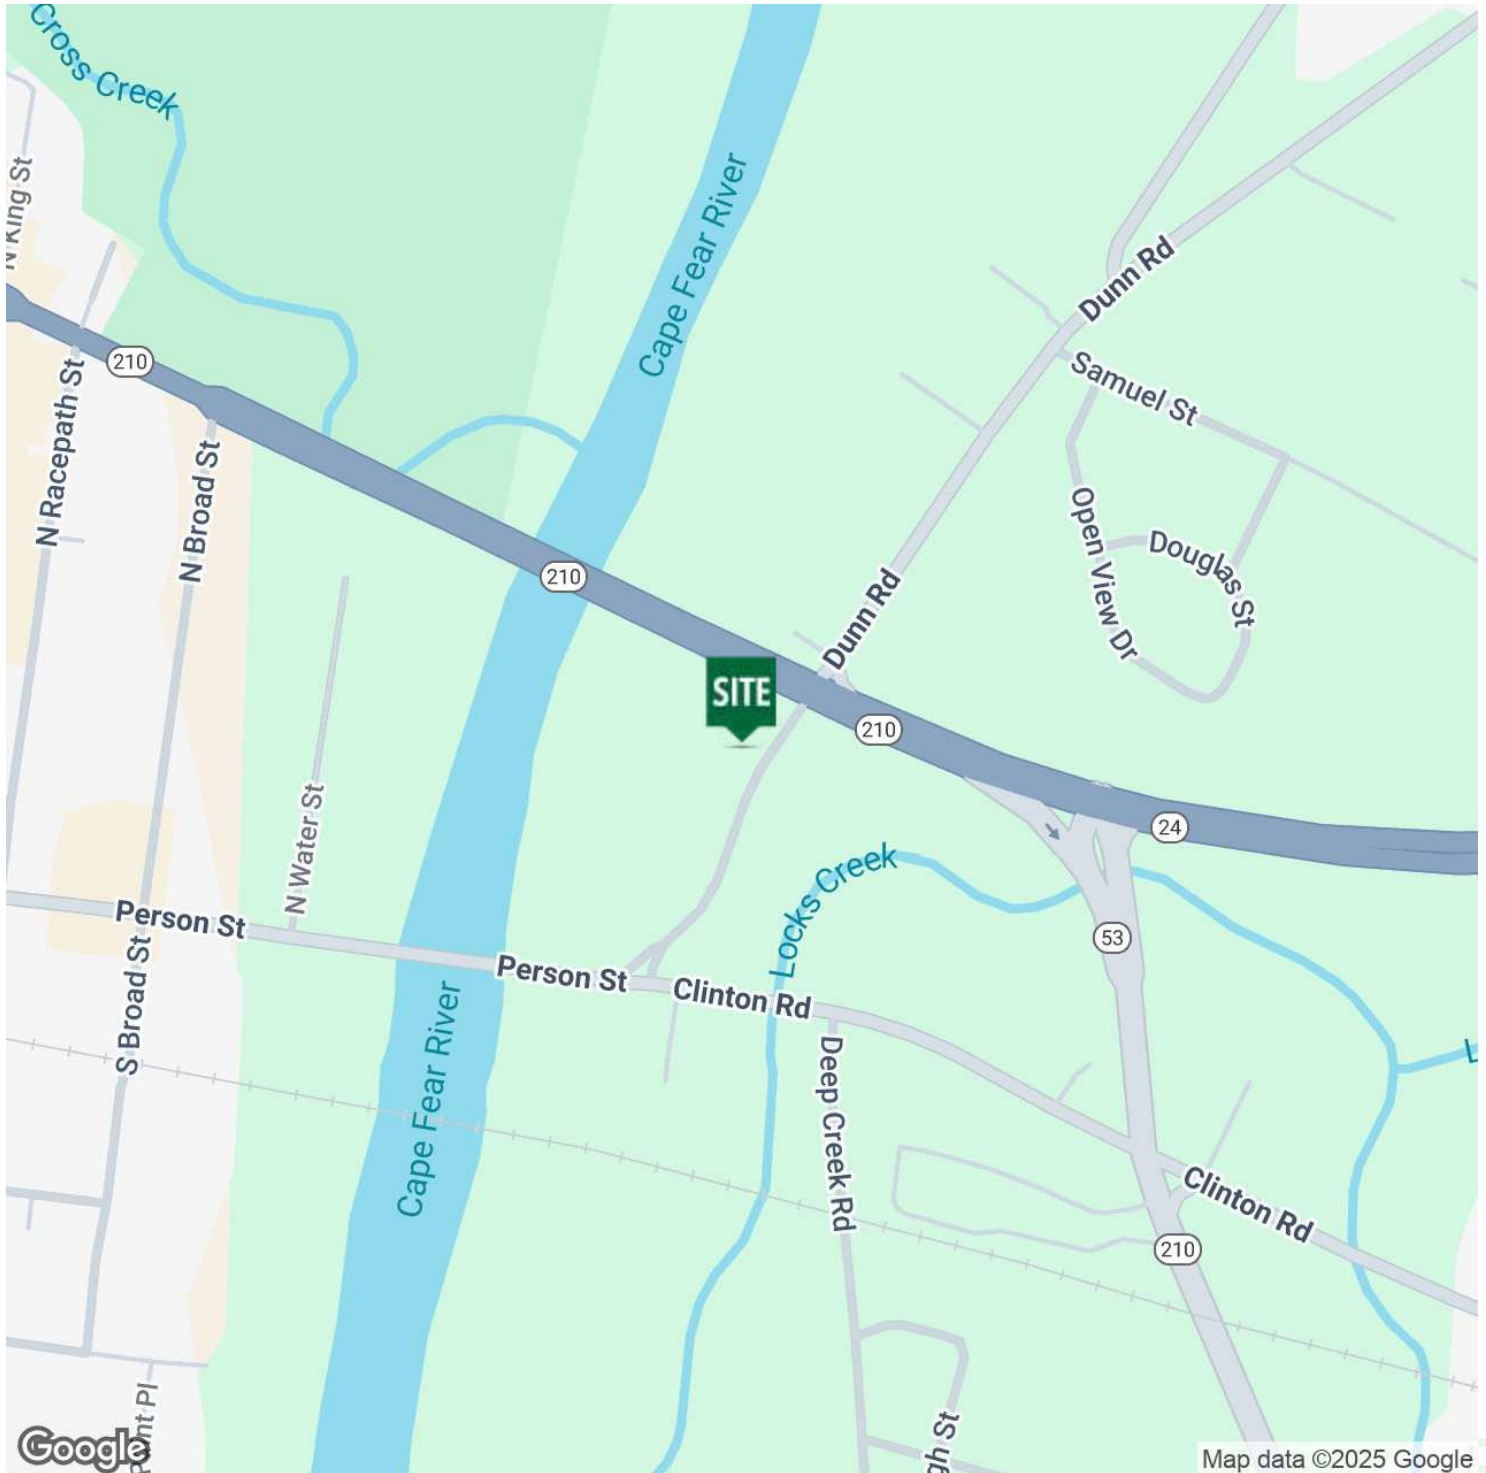 Cross Creek
N King St
Cape Fear River
Dunn Rd
210
Samuel St
N Racepath St
N Broad St
Open View Dr
Douglas St
210
Dunn Rd
SITE
210
N Water St
24
Locks Creek
Person St
53
Person St
Clinton Rd
S Broad St
Cape Fear River
Deep Creek Rd
Clinton Rd
210
Google
Map data ©2025 Google